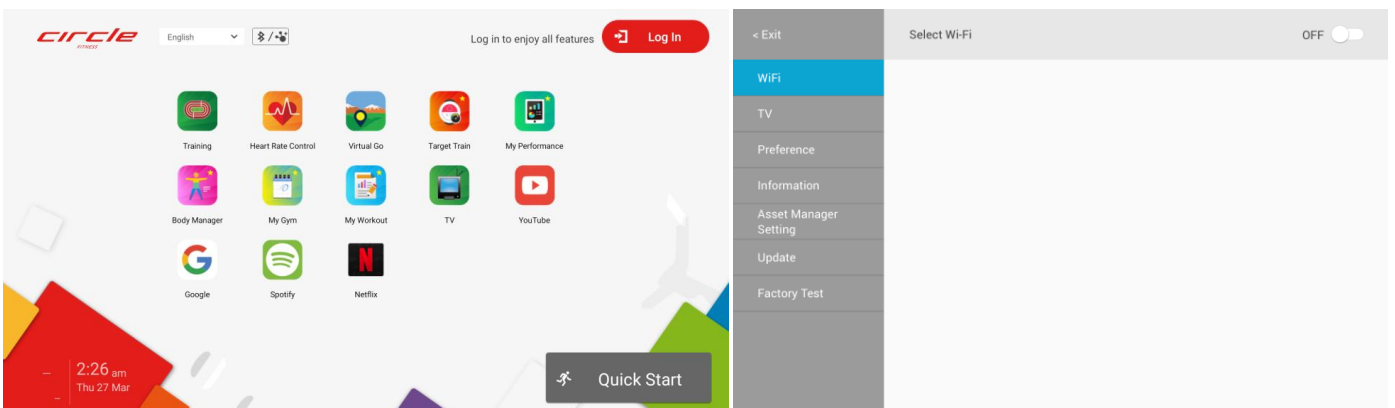 circle
FITNESS
English
Log in to enjoy all features
Log In
Training
Heart Rate Control
Virtual Go
Target Train
My Performance
Body Manager
My Gym
My Workout
TV
YouTube
Google
Spotify
Netflix
2:26 am
Thu 27 Mar
Quick Start
< Exit
Select Wi-Fi
OFF
WiFi
TV
Preference
Information
Asset Manager
Setting
Update
Factory Test